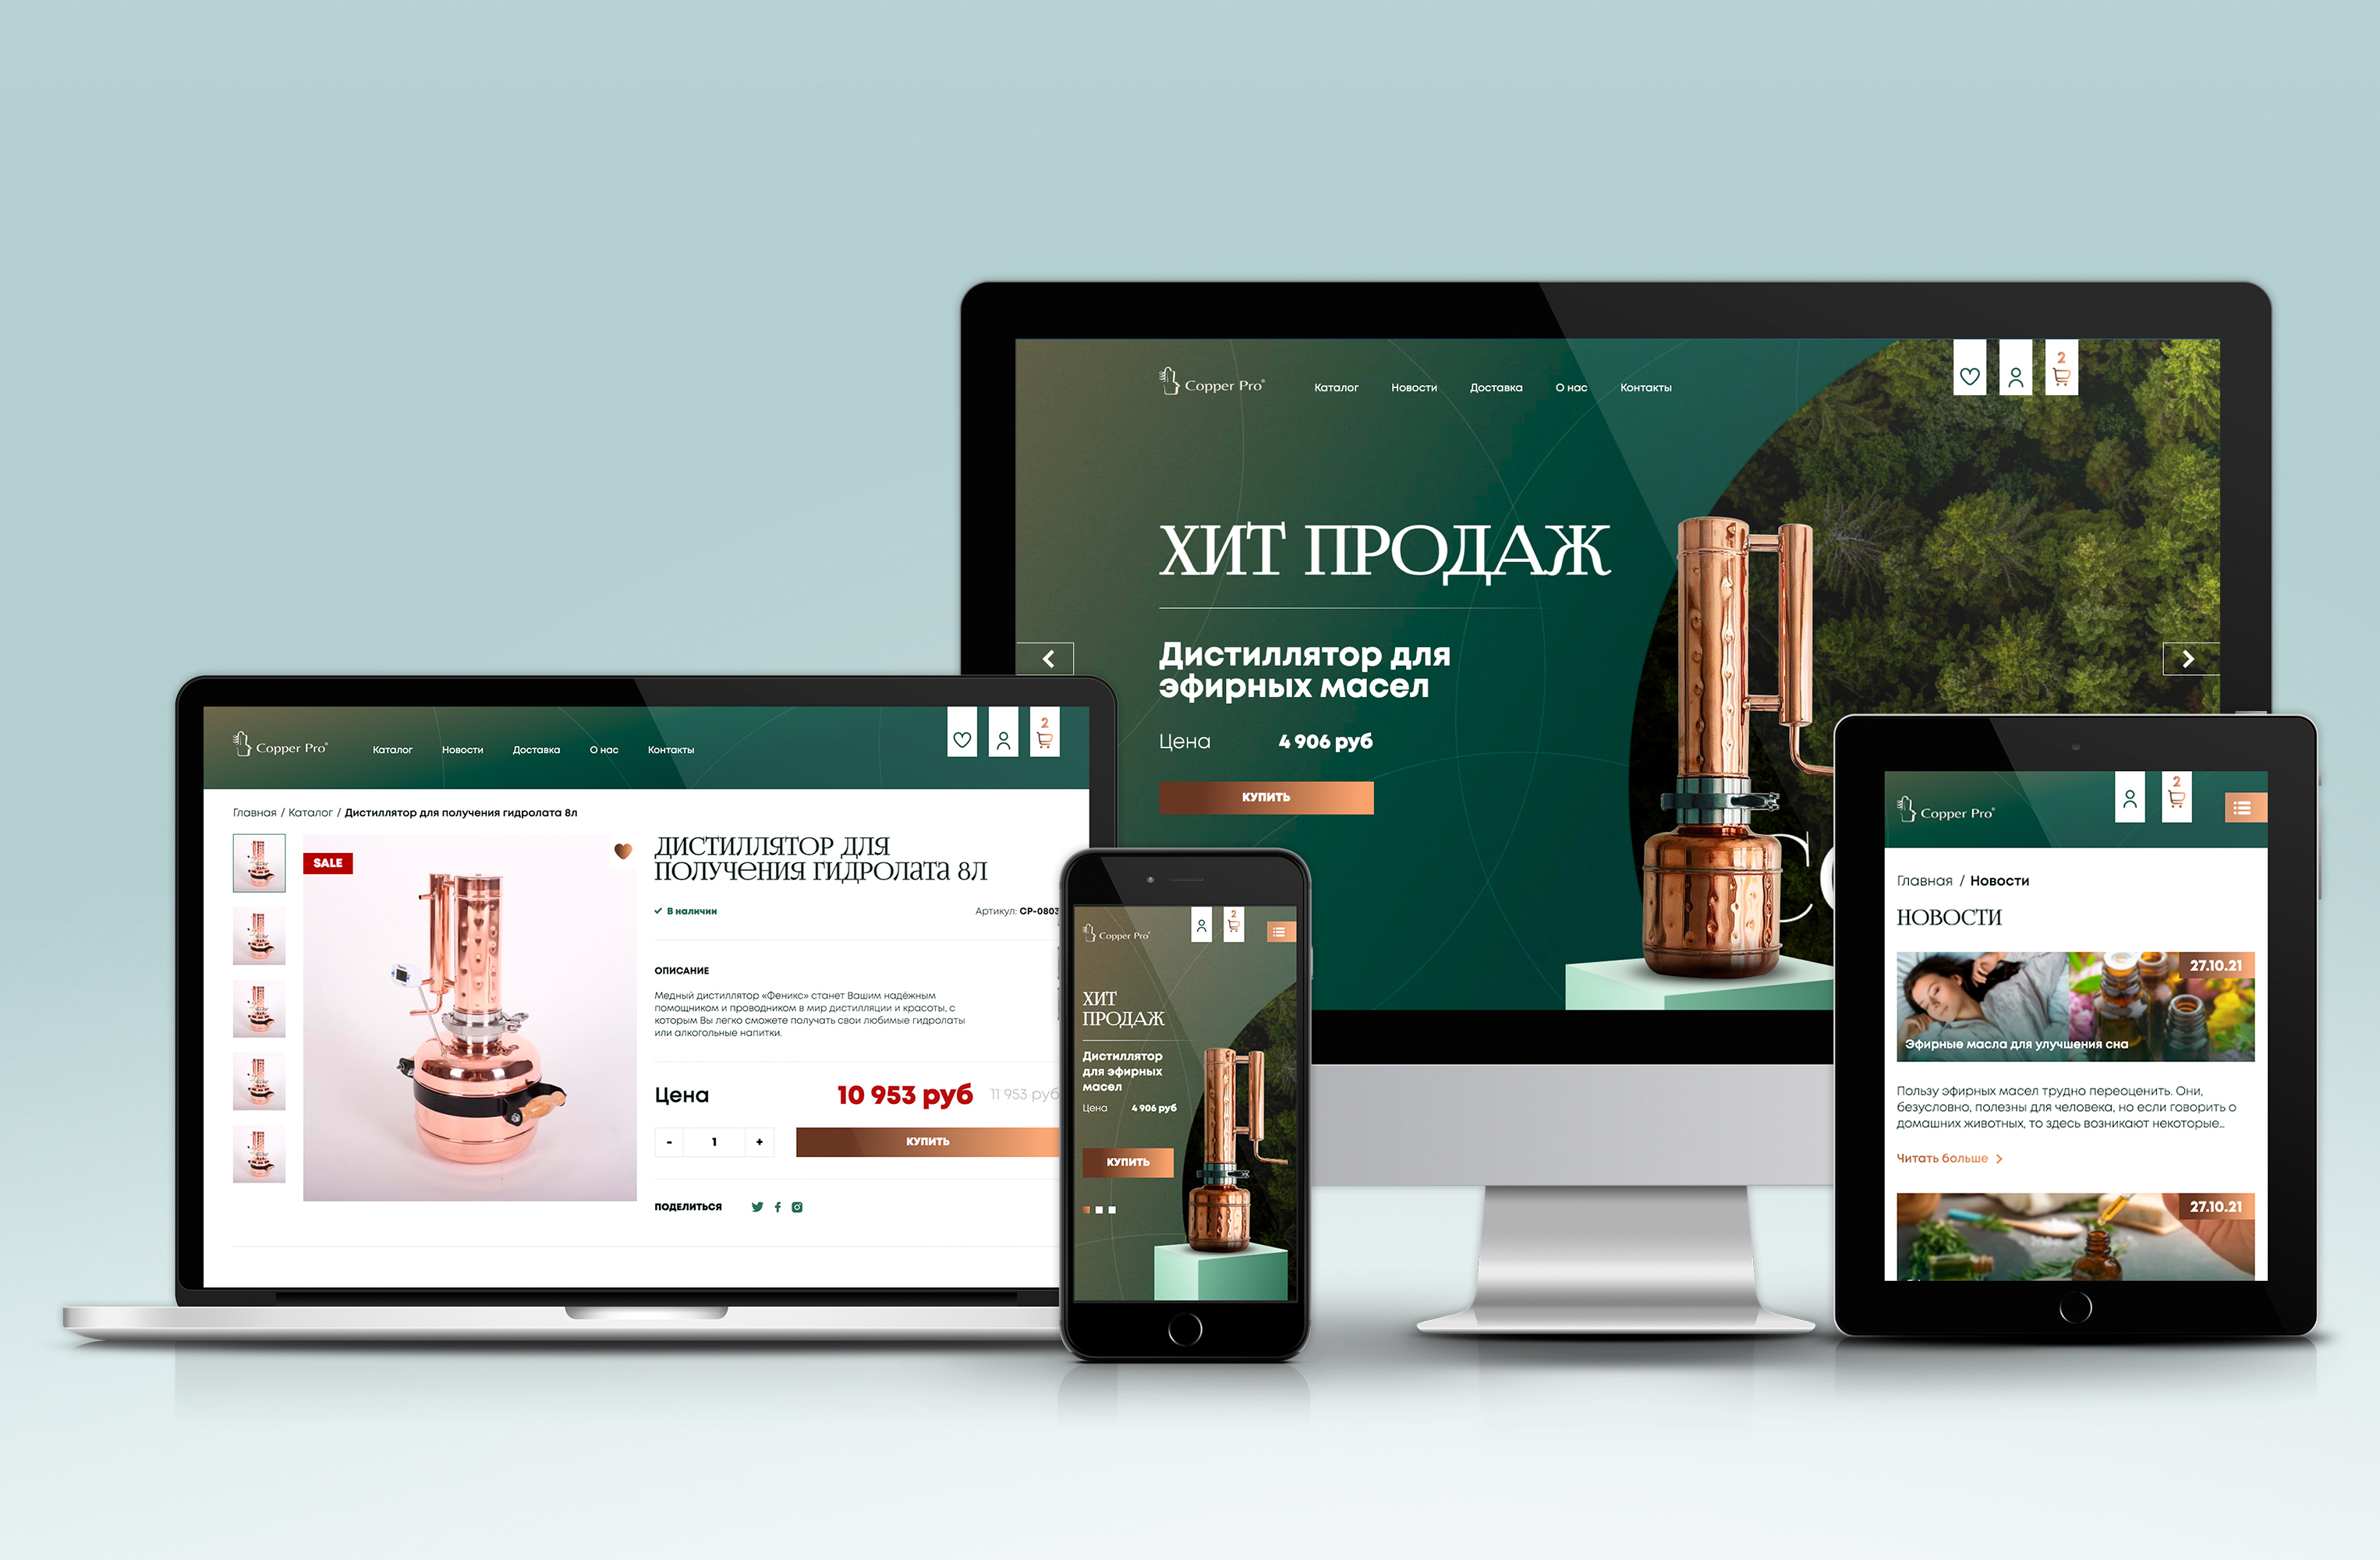 Copper Pro®
Каталог Новости Доставка О нас Контакты
2
ХИТ ПРОДАЖ
Дистиллятор для
эфирных масел
Цена 4 906 руб
КУПИТЬ
Copper Pro®
Каталог Новости Доставка О нас Контакты
2
Главная / Каталог / Дистиллятор для получения гидролата 8л
SALE
ДИСТИЛЛЯТОР ДЛЯ
ПОЛУЧЕНИЯ ГИДРОЛАТА 8Л
В наличии
Артикул: CP-0803
ОПИСАНИЕ
Медный дистиллятор «Феникс» станет Вашим надёжным
помощником и проводником в мир дистилляции и красоты, с
которым Вы легко сможете получать свои любимые гидролаты
или алкогольные напитки.
Цена 10 953 руб 11 953 руб
- 1 +
КУПИТЬ
ПОДЕЛИТЬСЯ
Copper Pro®
2
ХИТ
ПРОДАЖ
Дистиллятор
для эфирных
масел
Цена 4 906 руб
КУПИТЬ
Copper Pro®
2
Главная / Новости
НОВОСТИ
27.10.21
Эфирные масла для улучшения сна
Пользу эфирных масел трудно переоценить. Они,
безусловно, полезны для человека, но если говорить о
домашних животных, то здесь возникают некоторые...
Читать больше
27.10.21